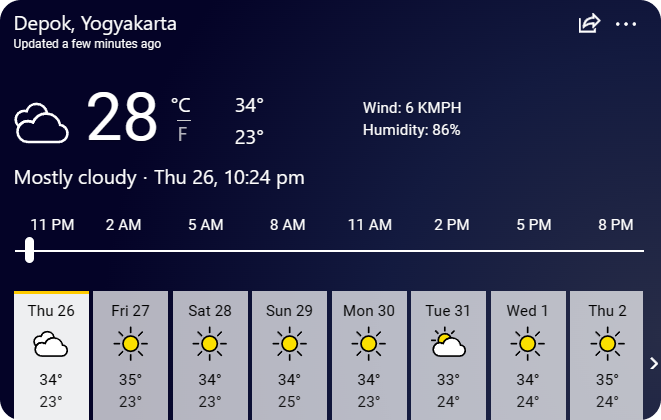 Depok, Yogyakarta
Updated a few minutes ago
28 °C F 34° 23°
Wind: 6 KMPH
Humidity: 86%
Mostly cloudy · Thu 26, 10:24 pm
11 PM 2 AM 5 AM 8 AM 11 AM 2 PM 5 PM 8 PM
Thu 26 Fri 27 Sat 28 Sun 29 Mon 30 Tue 31 Wed 1 Thu 2
34° 35° 34° 34° 34° 33° 34° 35°
23° 23° 23° 25° 23° 24° 24° 24°